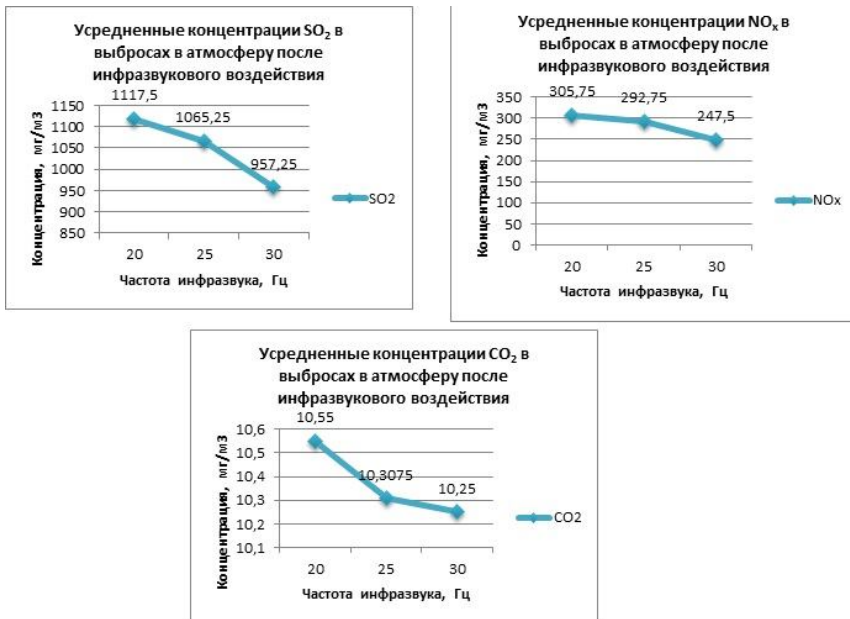 Усредненные концентрации SO₂ в
выбросах в атмосферу после
инфразвукового воздействия
Концентрация, мг/м3
1150
1100
1050
1000
950
900
850
1117,5
1065,25
957,25
SO2
20 25 30
Частота инфразвука, Гц
Усредненные концентрации NOₓ в
выбросах в атмосферу после
инфразвукового воздействия
Концентрация, мг/м3
350
300
250
200
150
100
50
0
305,75
292,75
247,5
NOx
20 25 30
Частота инфразвука, Гц
Усредненные концентрации CO₂ в
выбросах в атмосферу после
инфразвукового воздействия
Концентрация, мг/м3
10,6
10,5
10,4
10,3
10,2
10,1
10,55
10,3075
10,25
CO2
20 25 30
Частота инфразвука, Гц